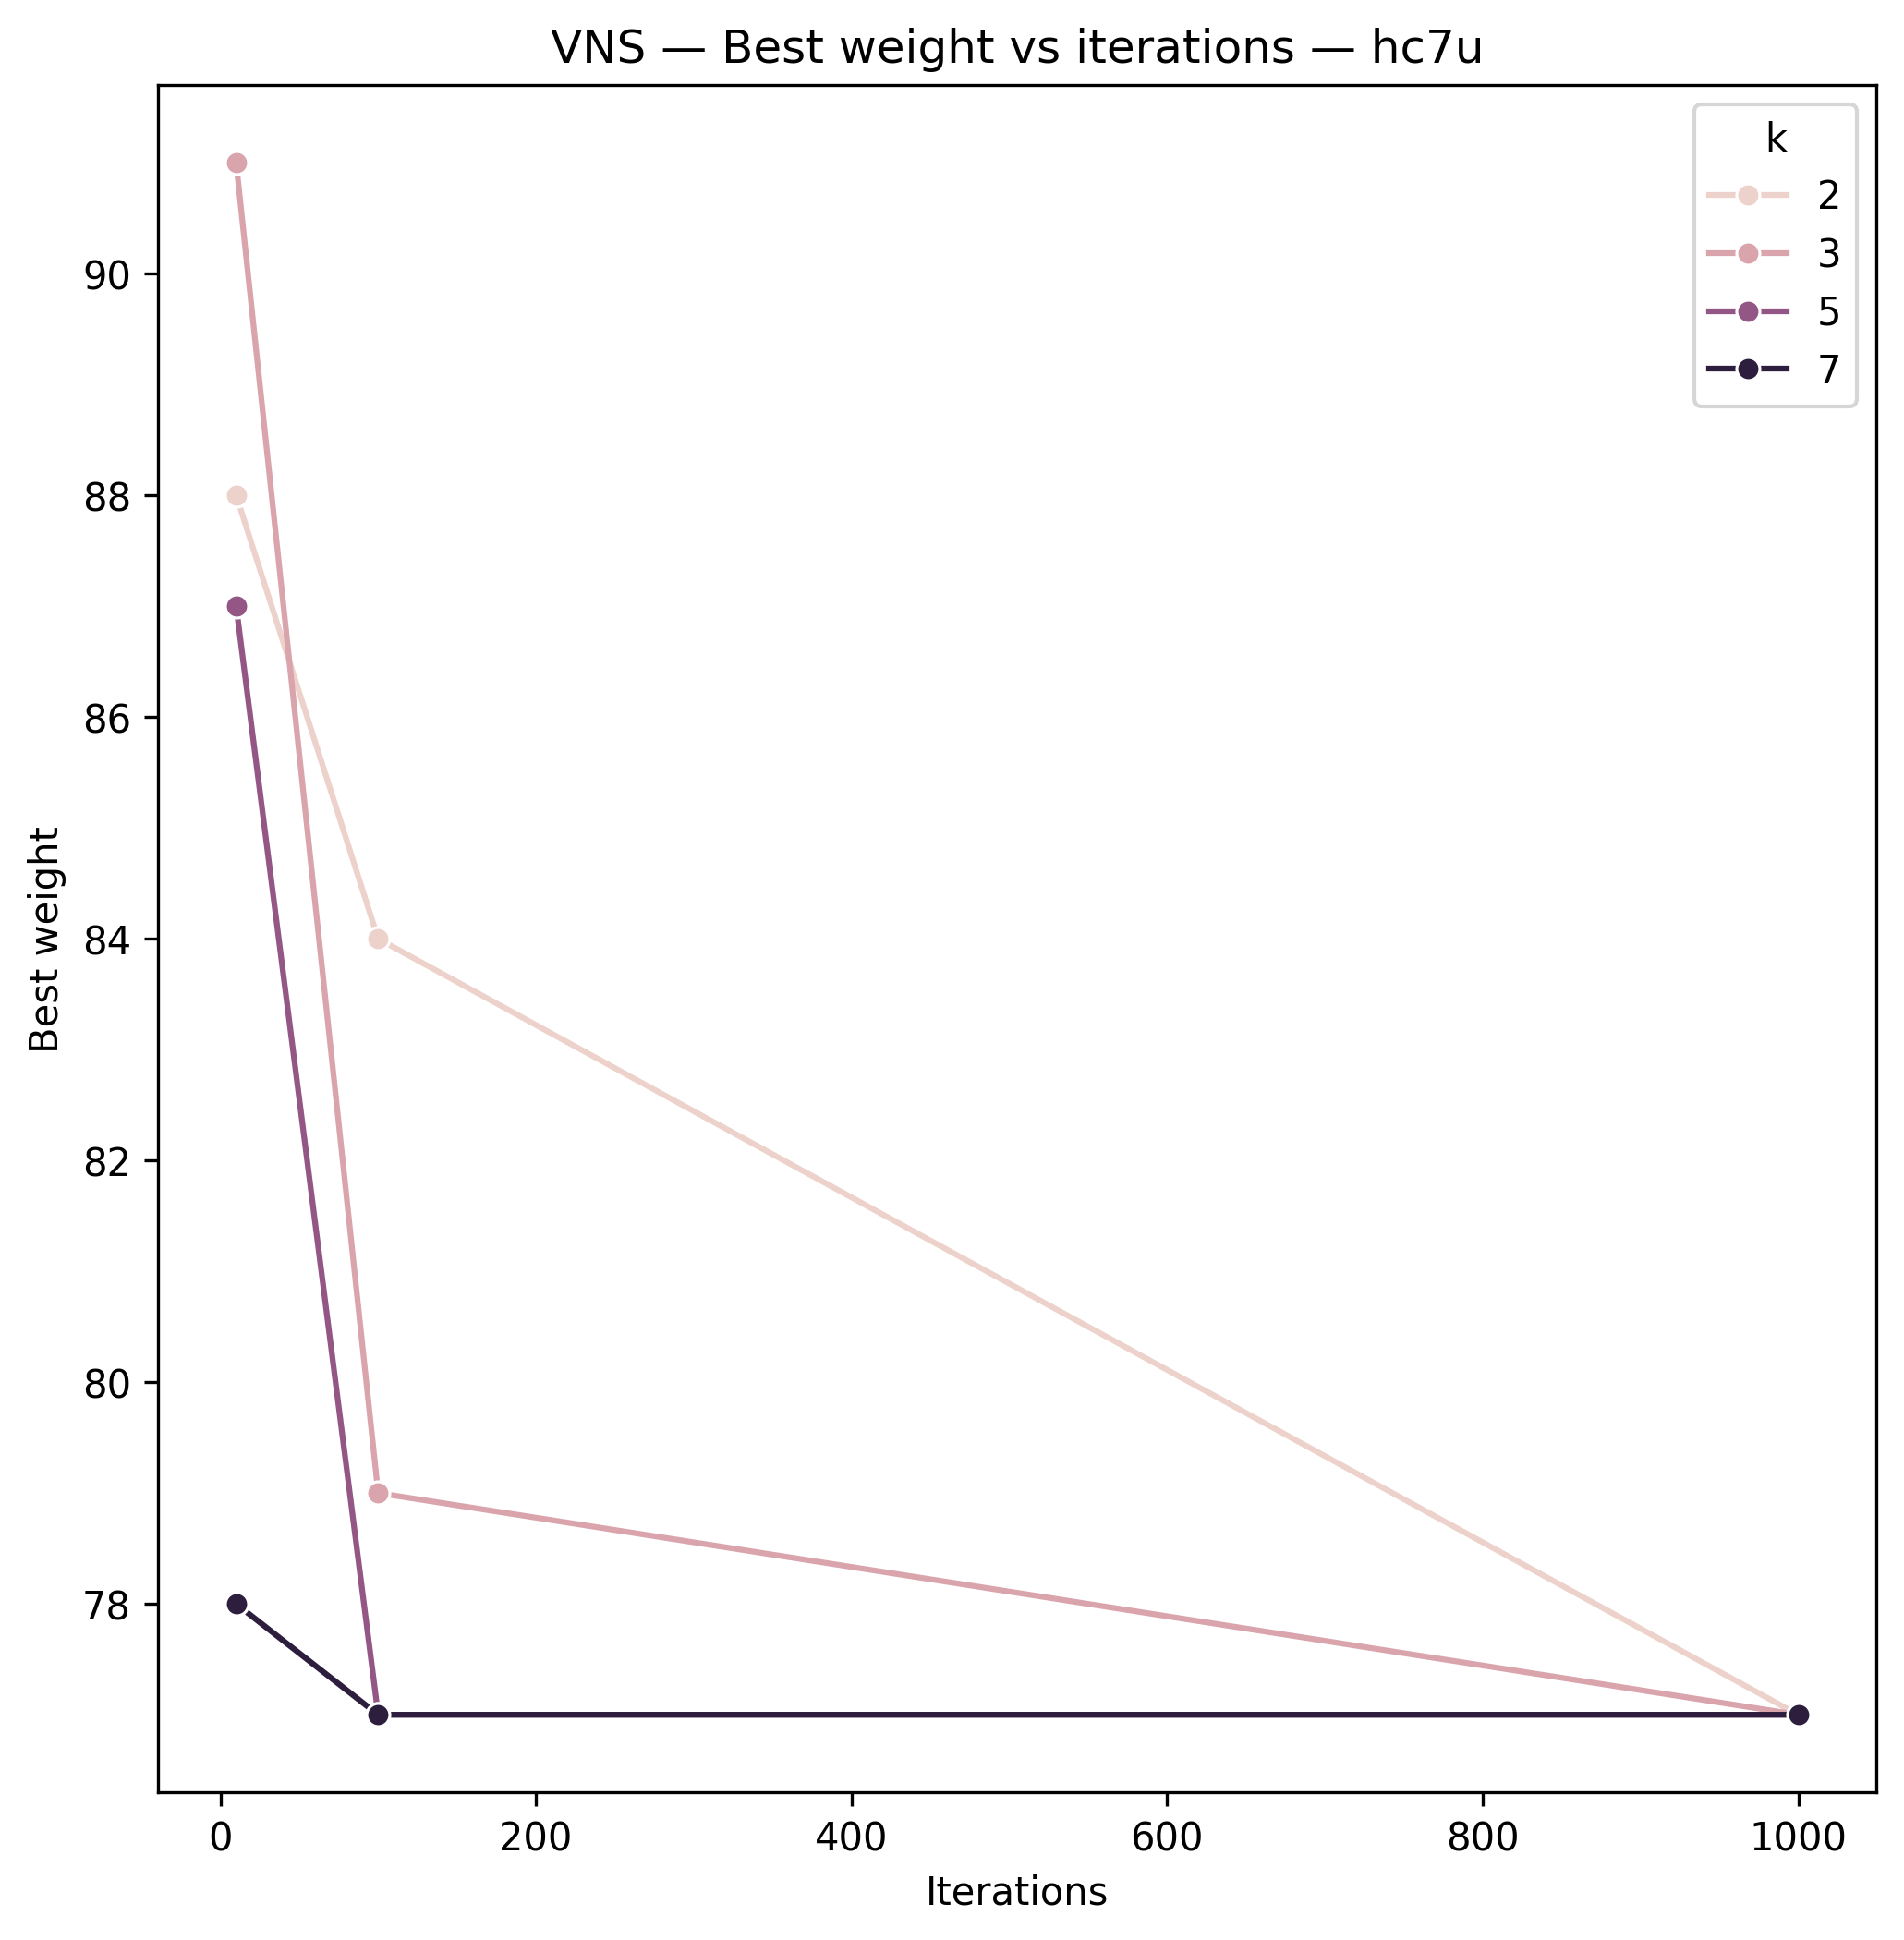 VNS — Best weight vs iterations — hc7u
k
2
3
5
7
90
88
86
84
82
80
78
Best weight
0 200 400 600 800 1000
Iterations